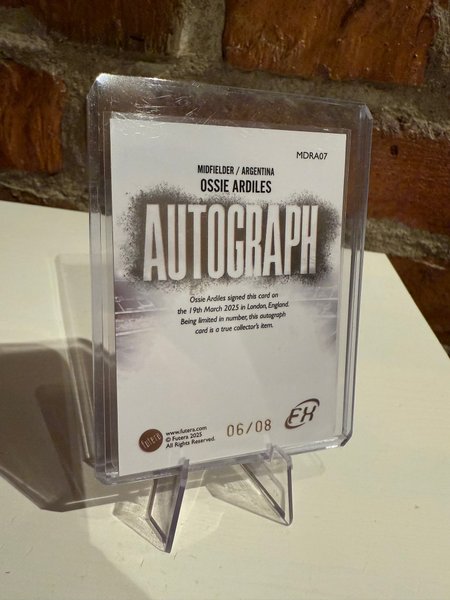 MDRA07
MIDFIELDER / ARGENTINA
OSSIE ARDILES
AUTOGRAPH
Ossie Ardiles signed this card on
the 19th March 2025 in London, England.
Being limited in number, this autograph
card is a true collector's item.
futera
www.futera.com
© Futera 2025
All Rights Reserved.
06/08
FX